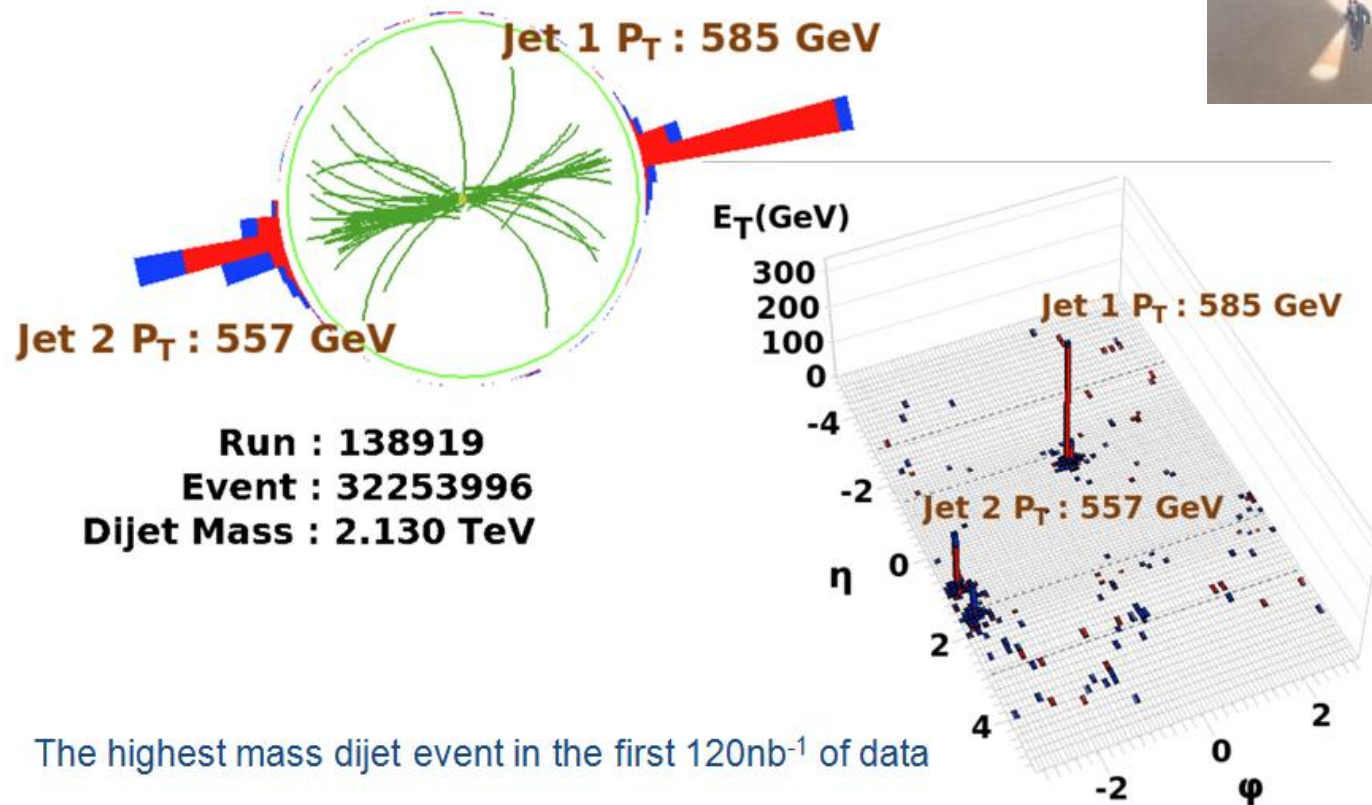 Jet 1 PT : 585 GeV
Jet 2 PT : 557 GeV
Run : 138919
Event : 32253996
Dijet Mass : 2.130 TeV
ET(GeV)
300
200
100
0
-4
-2
0
2
4
η
-2
0
2
φ
Jet 1 PT : 585 GeV
Jet 2 PT : 557 GeV
The highest mass dijet event in the first 120nb-1 of data